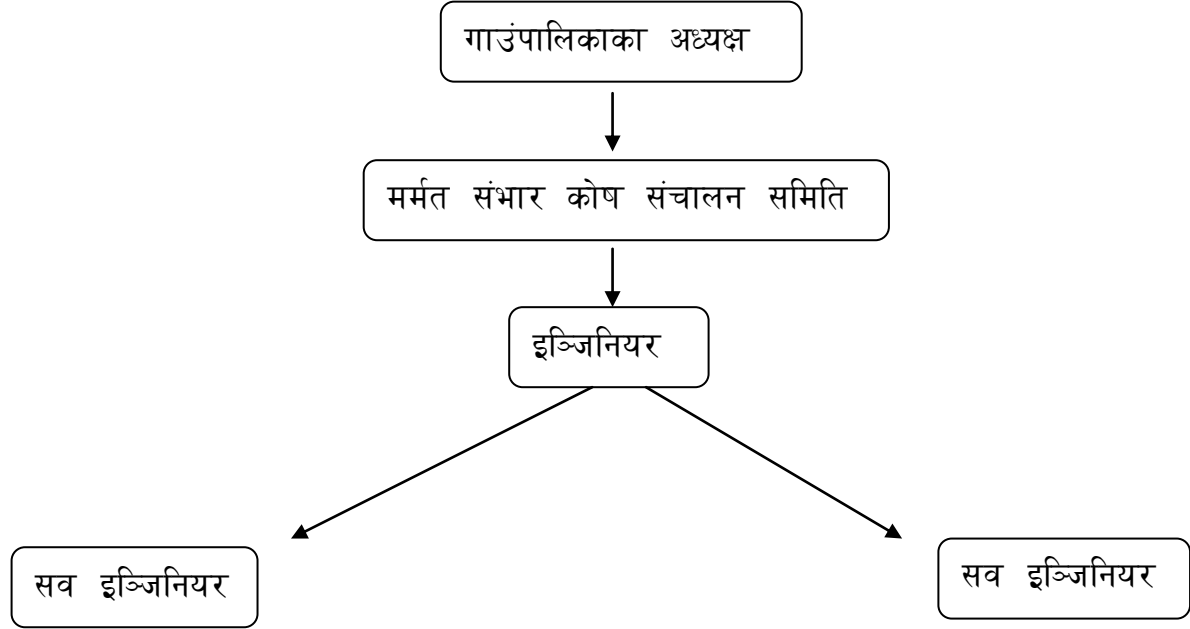 गाउंपालिकाका अध्यक्ष
मर्मत संभार कोष संचालन समिति
इञ्जिनियर
सव इञ्जिनियर
सव इञ्जिनियर